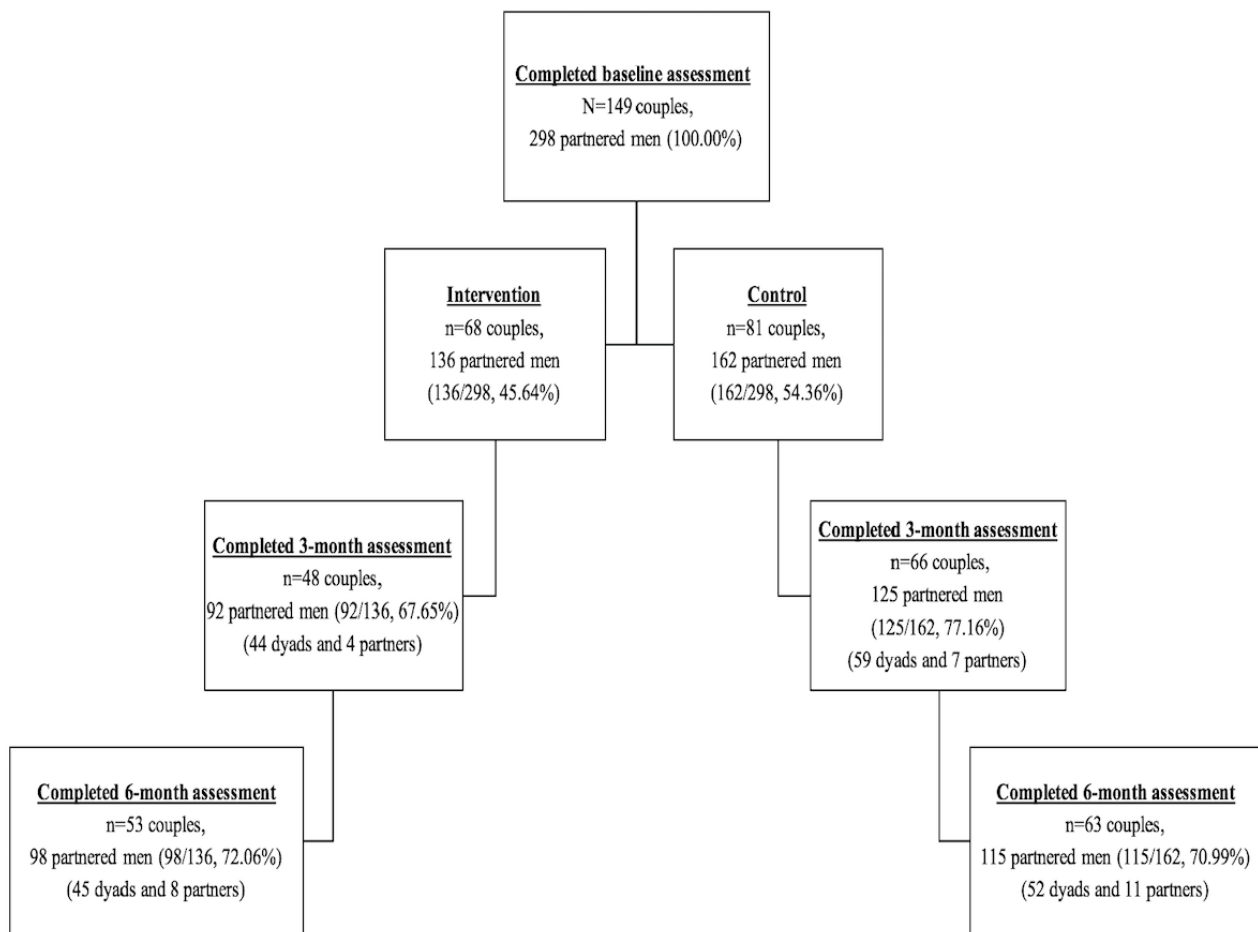 Completed baseline assessment
N=149 couples,
298 partnered men (100.00%)
Intervention
n=68 couples,
136 partnered men
(136/298, 45.64%)
Control
n=81 couples,
162 partnered men
(162/298, 54.36%)
Completed 3-month assessment
n=48 couples,
92 partnered men (92/136, 67.65%)
(44 dyads and 4 partners)
Completed 3-month assessment
n=66 couples,
125 partnered men
(125/162, 77.16%)
(59 dyads and 7 partners)
Completed 6-month assessment
n=53 couples,
98 partnered men (98/136, 72.06%)
(45 dyads and 8 partners)
Completed 6-month assessment
n=63 couples,
115 partnered men (115/162, 70.99%)
(52 dyads and 11 partners)